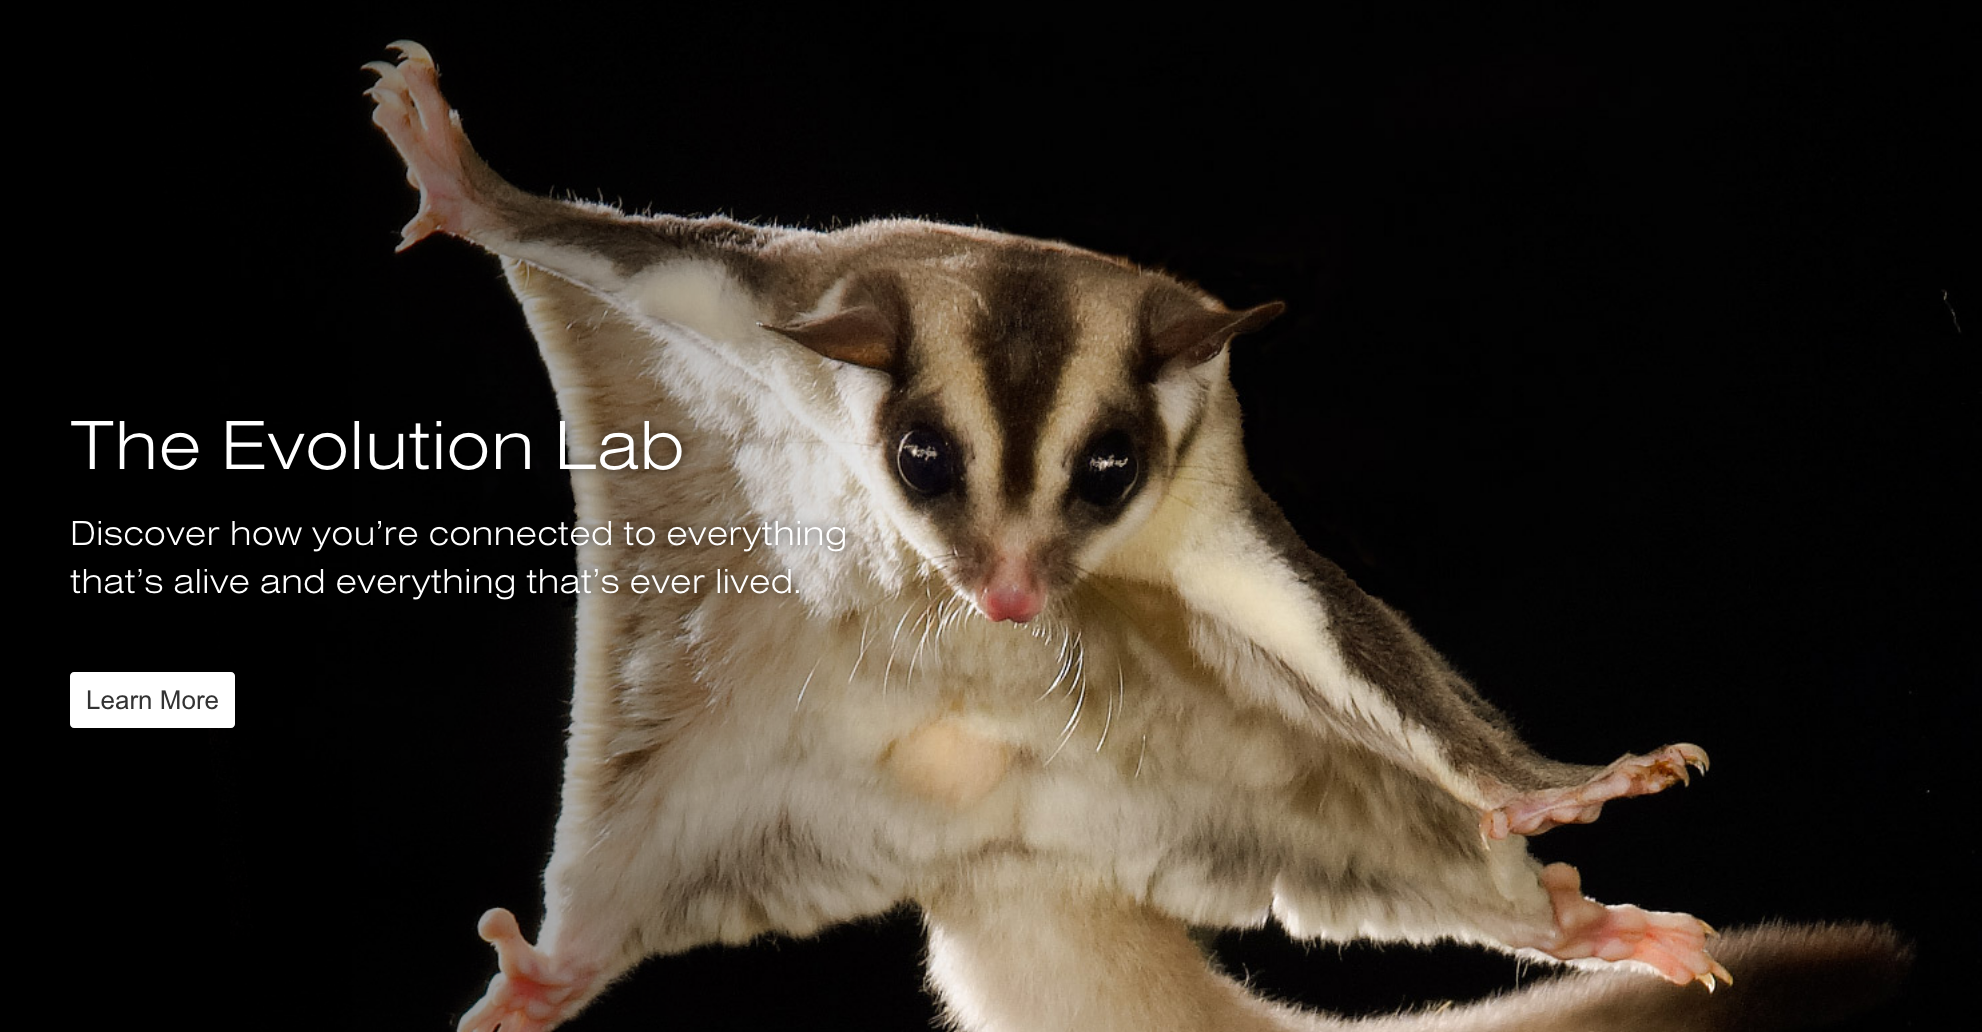 The Evolution Lab
Discover how you’re connected to everything
that’s alive and everything that’s ever lived.
Learn More